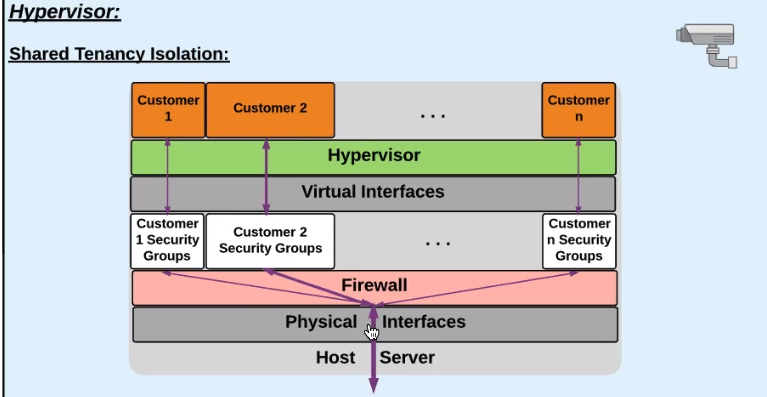 Hypervisor:
Shared Tenancy Isolation:
Customer
1
Customer 2
. . .
Customer
n
Hypervisor
Virtual Interfaces
Customer
1 Security
Groups
Customer 2
Security Groups
. . .
Customer
n Security
Groups
Firewall
Physical Interfaces
Host Server